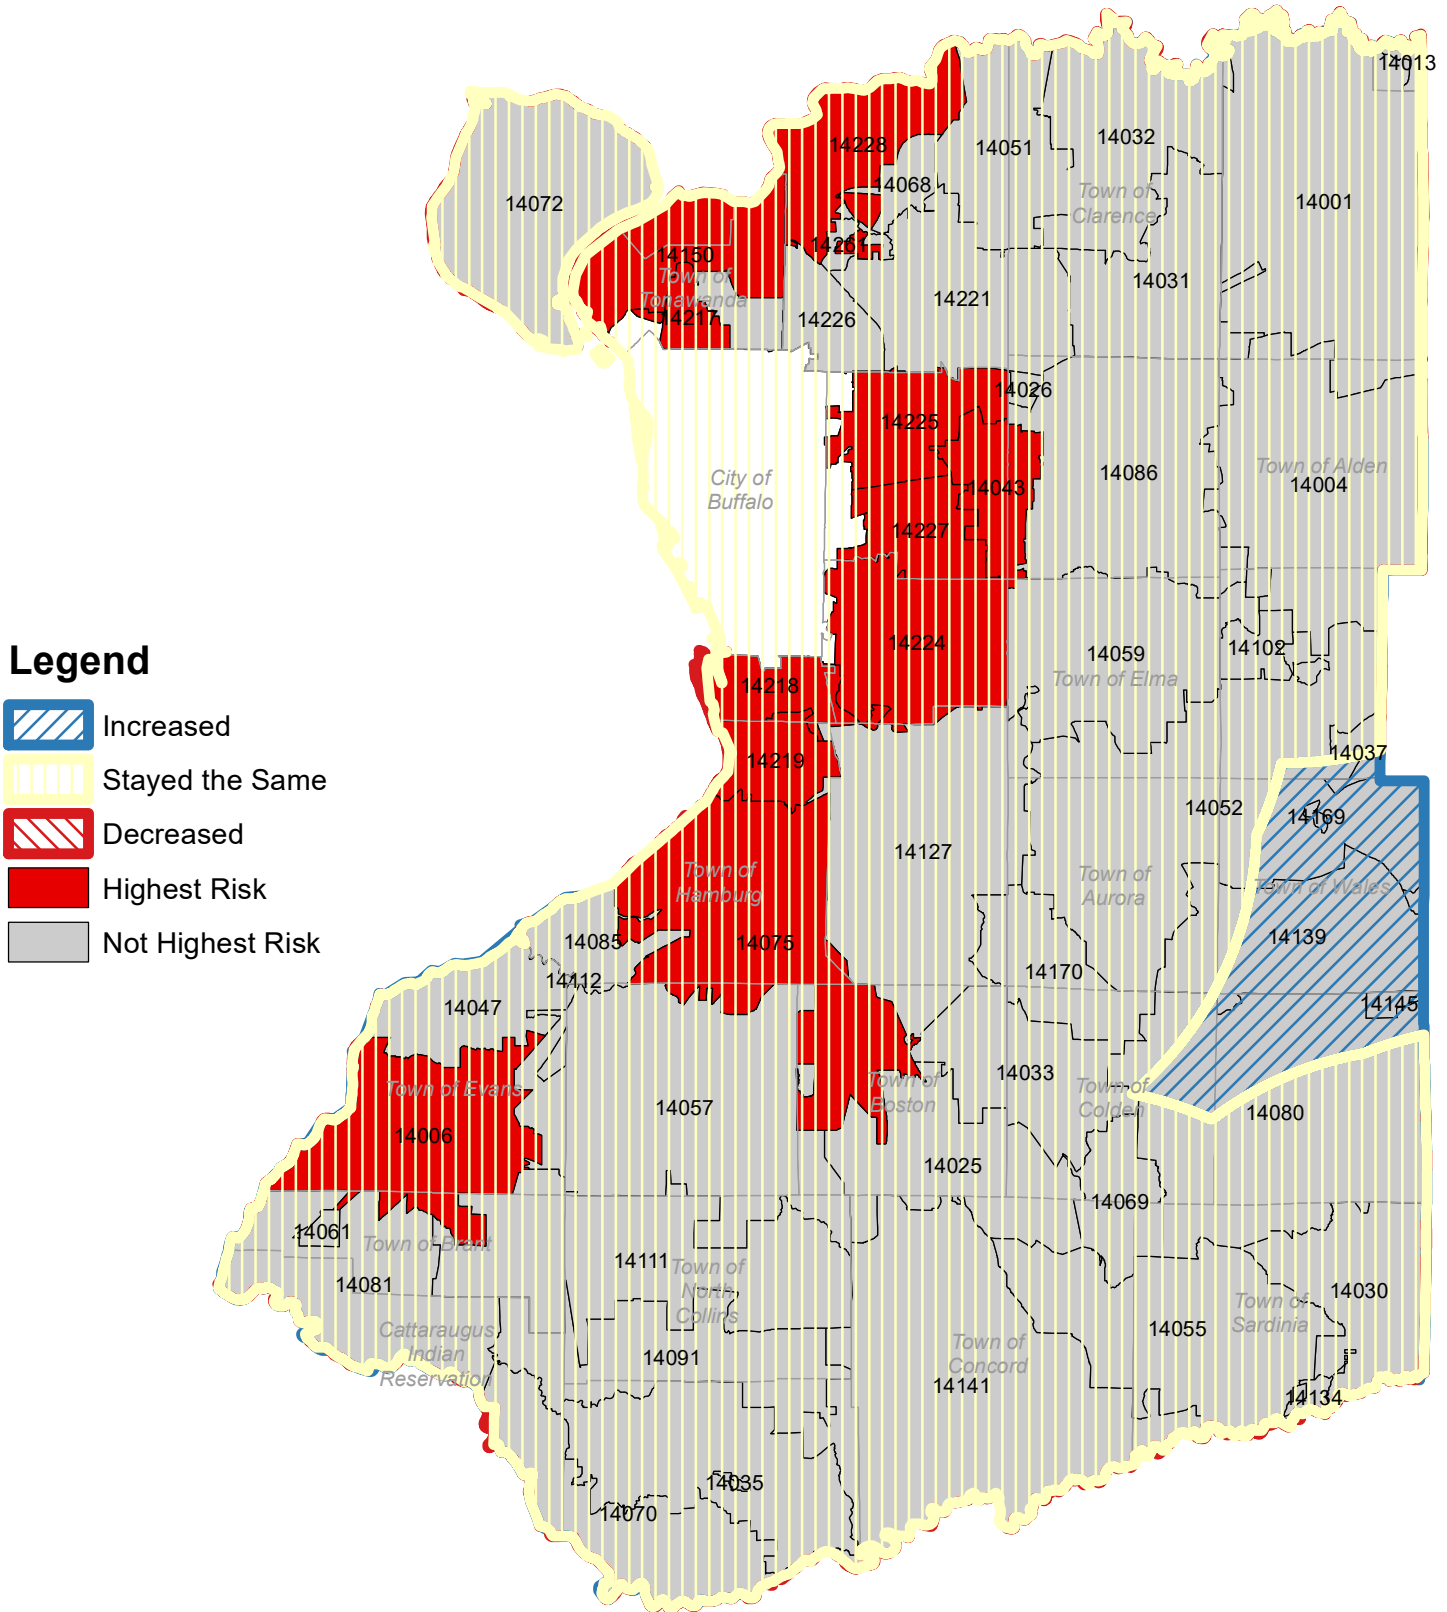 14013
14032
14228
14051
14068
Town of
Clarence
14072
14001
14261
14150
Town of
Tonawanda
14031
14221
14217
14226
14026
14225
Town of Alden
14086
14004
City of
Buffalo
14043
14227
14224
14102
14059
Town of Elma
Legend
14218
Increased
14037
14219
Stayed the Same
14052
14169
Decreased
14127
Town of
Hamburg
Town of
Aurora
Town of Wales
Highest Risk
14139
14085
14075
Not Highest Risk
14170
14112
14145
14047
14033
Town of Evans
Town of
Boston
Town of
Colden
14057
14080
14006
14025
14069
14061
Town of Brant
14111
Town of
North
Collins
14081
14030
Town of
Sardinia
14055
Cattaraugus
Indian
Reservation
Town of
Concord
14091
14141
14134
14035
14070